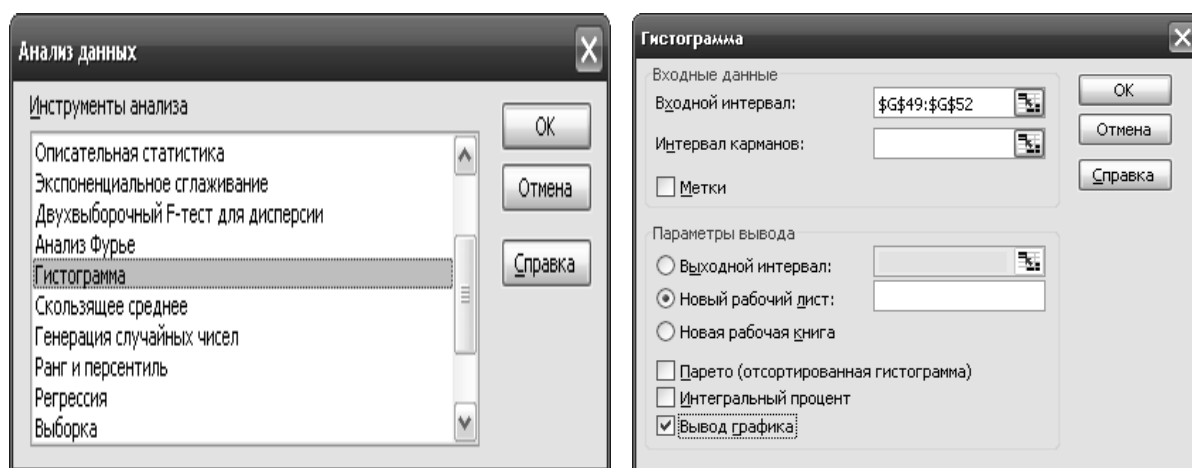 Анализ данных
Инструменты анализа
Описательная статистика
Экспоненциальное сглаживание
Двухвыборочный F-тест для дисперсии
Анализ Фурье
Гистограмма
Скользящее среднее
Генерация случайных чисел
Ранг и персентиль
Регрессия
Выборка
ОК
Отмена
Справка
Гистограмма
Входные данные
Входной интервал: $G$49:$G$52
Интервал карманов:
Метки
ОК
Отмена
Справка
Параметры вывода
Выходной интервал:
Новый рабочий лист:
Новая рабочая книга
Парето (отсортированная гистограмма)
Интегральный процент
Вывод графика